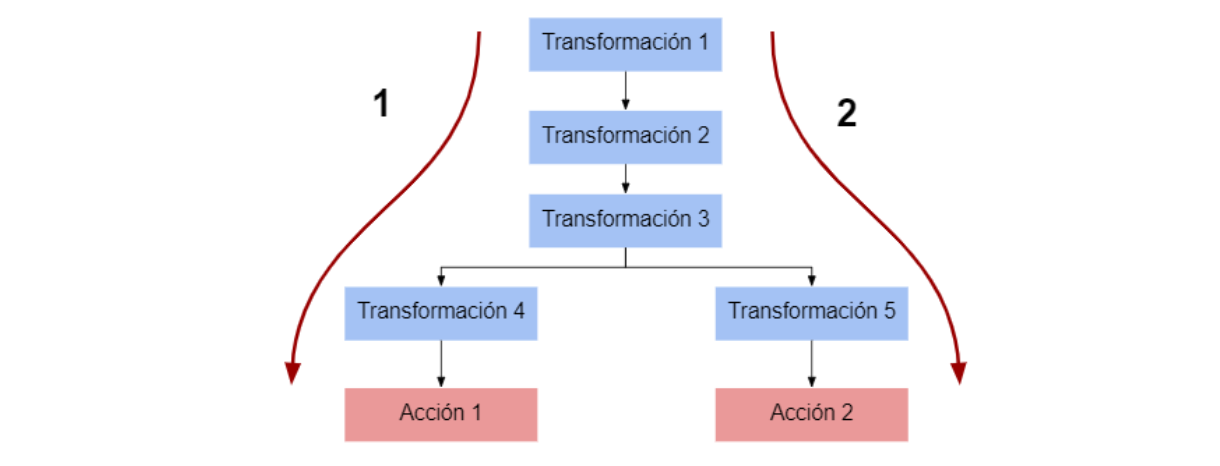 Transformación 1
1
2
Transformación 2
Transformación 3
Transformación 4
Transformación 5
Acción 1
Acción 2